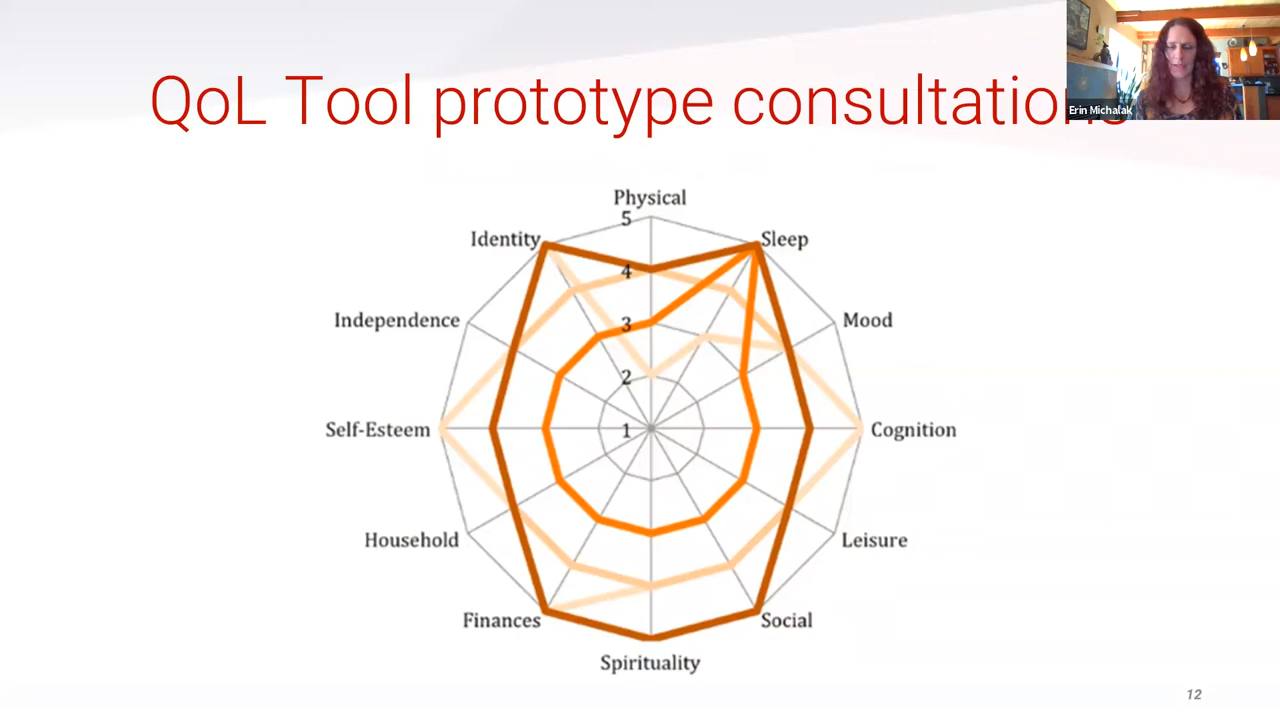 QoL Tool prototype consultations
Erin Michalak
Physical
5
Identity
Sleep
4
Independence
3
Mood
2
Self-Esteem
1
Cognition
Household
Leisure
Finances
Social
Spirituality
12